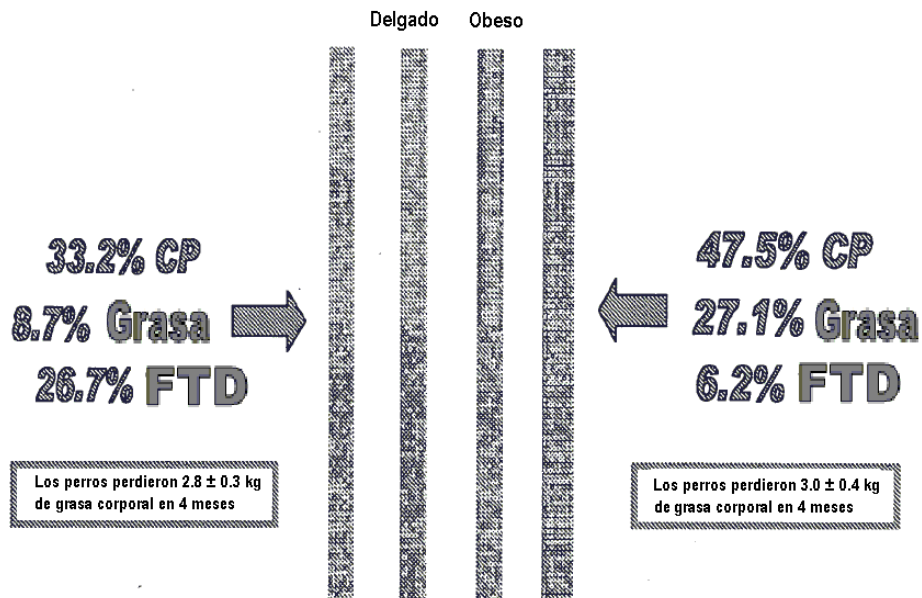 Delgado Obeso
33.2% CP
8.7% Grasa
26.7% FTD
Los perros perdieron 2.8 ± 0.3 kg
de grasa corporal en 4 meses
47.5% CP
27.1% Grasa
6.2% FTD
Los perros perdieron 3.0 ± 0.4 kg
de grasa corporal en 4 meses